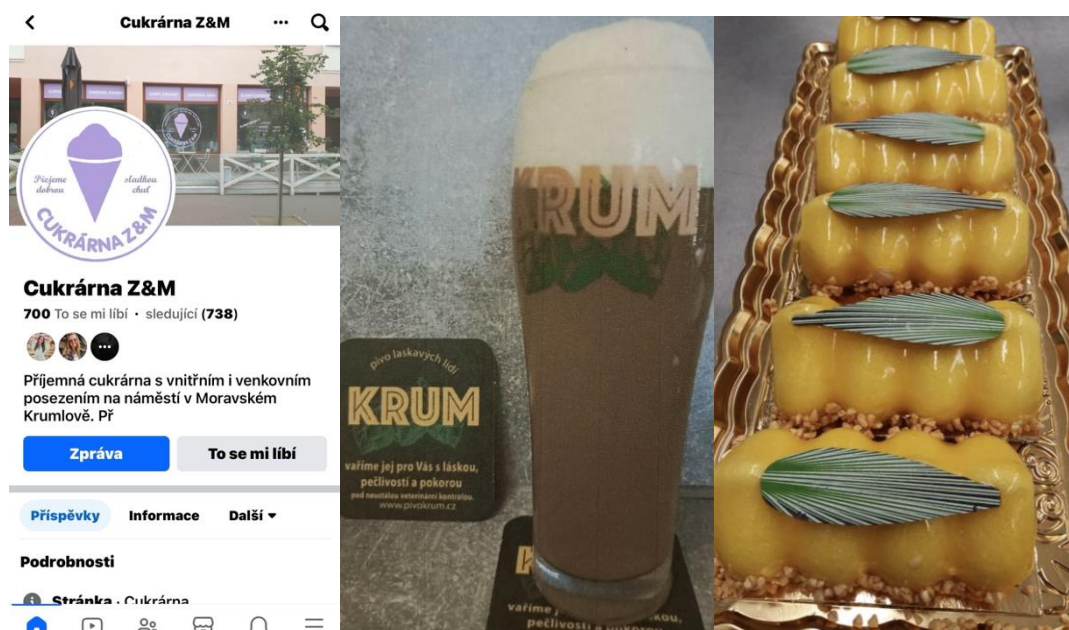 Cukrárna Z&M
Přejeme
dobrou
sladkou
chuť
CUKRÁRNA Z&M
Cukrárna Z&M
700 To se mi líbí • sledující (738)
Příjemná cukrárna s vnitřním i venkovním
posezením na náměstí v Moravském
Krumlově. Př
Zpráva
To se mi líbí
Příspěvky
Informace
Další
Podrobnosti
Stránka · Cukrárna
KRUM
pivo laskavých lidí
KRUM
vaříme jej pro Vás s láskou,
pečlivostí a pokorou
pod neustálou veterinární kontrolou.
www.pivokrum.cz
vaříme
kou,
pečlivostí a pokorou